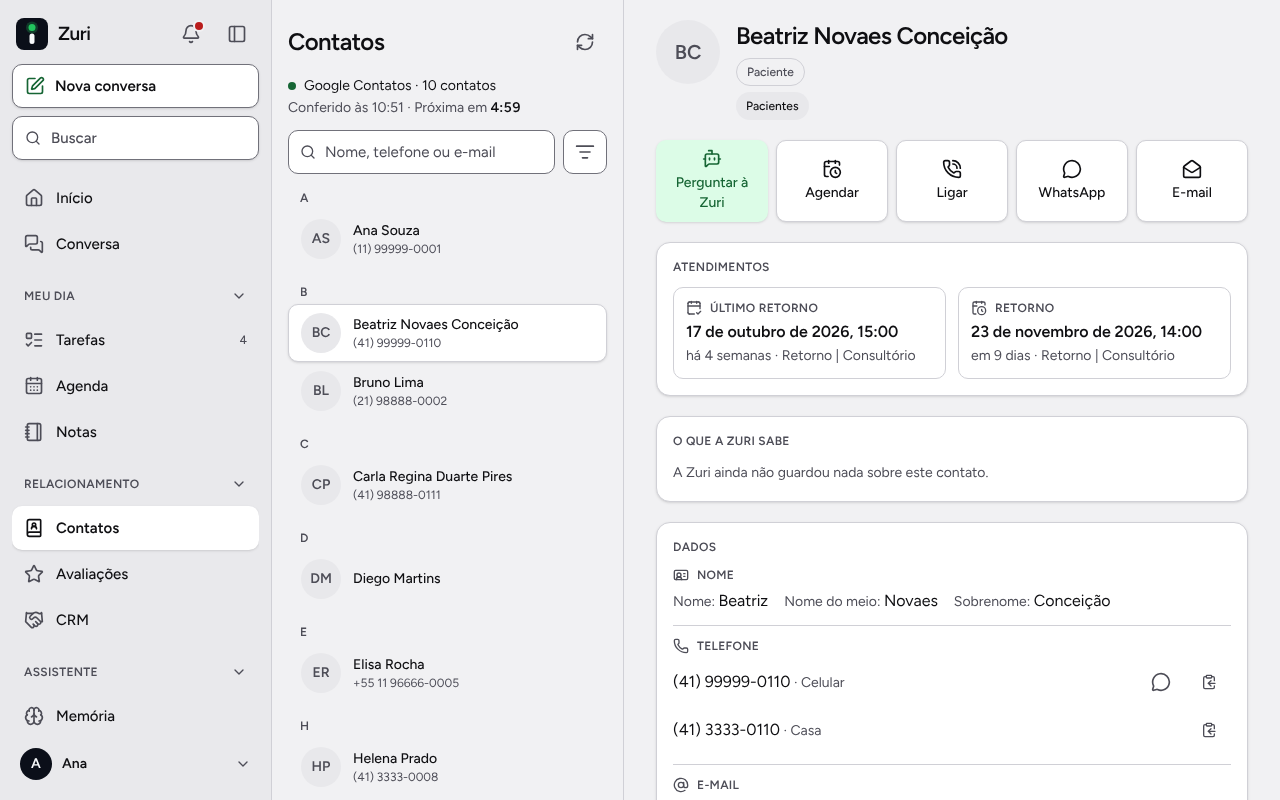 Zuri
Nova conversa
Buscar
Início
Conversa
MEU DIA
Tarefas 4
Agenda
Notas
RELACIONAMENTO
Contatos
Avaliações
CRM
ASSISTENTE
Memória
A Ana
Contatos
Google Contatos · 10 contatos
Conferido às 10:51 · Próxima em 4:59
Nome, telefone ou e-mail
A
AS Ana Souza
(11) 99999-0001
B
BC Beatriz Novaes Conceição
(41) 99999-0110
BL Bruno Lima
(21) 98888-0002
C
CP Carla Regina Duarte Pires
(41) 98888-0111
D
DM Diego Martins
E
ER Elisa Rocha
+55 11 96666-0005
H
HP Helena Prado
(41) 3333-0008
BC Beatriz Novaes Conceição
Paciente
Pacientes
Perguntar à
Zuri
Agendar
Ligar
WhatsApp
E-mail
ATENDIMENTOS
ÚLTIMO RETORNO
17 de outubro de 2026, 15:00
há 4 semanas · Retorno | Consultório
RETORNO
23 de novembro de 2026, 14:00
em 9 dias · Retorno | Consultório
O QUE A ZURI SABE
A Zuri ainda não guardou nada sobre este contato.
DADOS
NOME
Nome: Beatriz Nome do meio: Novaes Sobrenome: Conceição
TELEFONE
(41) 99999-0110 · Celular
(41) 3333-0110 · Casa
E-MAIL